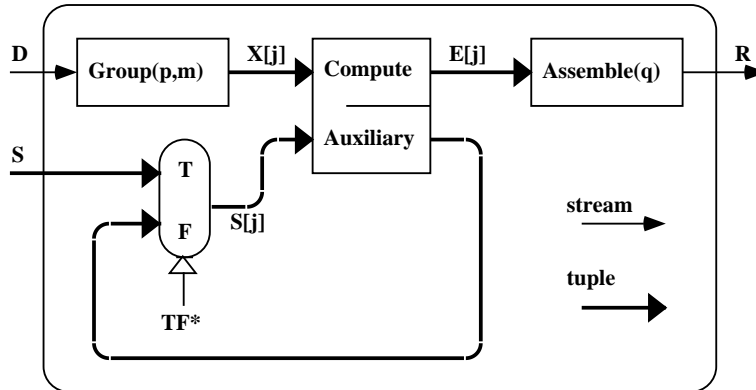 D
Group(p,m)
X[j]
Compute
E[j]
Assemble(q)
R
Auxiliary
S
T
F
S[j]
TF*
stream
tuple